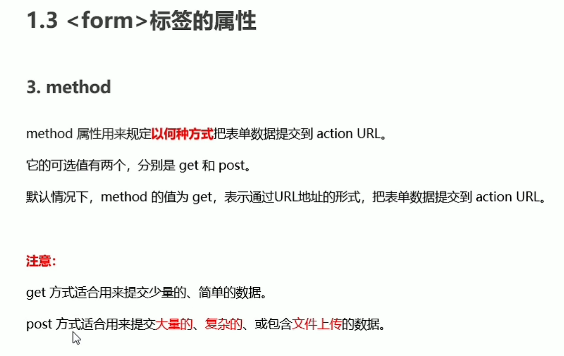 1.3 <form>标签的属性
3. method
method 属性用来规定以何种方式把表单数据提交到 action URL。
它的可选值有两个，分别是 get 和 post。
默认情况下，method 的值为 get，表示通过URL地址的形式，把表单数据提交到 action URL。
注意：
get 方式适合用来提交少量的、简单的数据。
post 方式适合用来提交大量的、复杂的、或包含文件上传的数据。